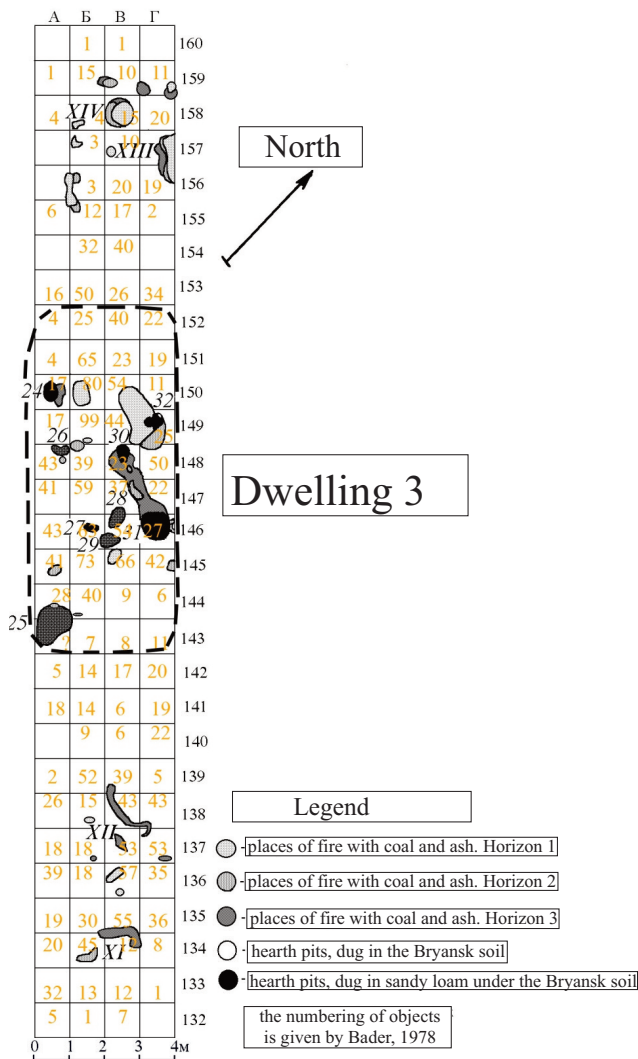 А Б В Г
1 1 160
1 15 10 11 159
XIV
4 4 15 20 158
3 10 157
XIII
3 20 19 156
6 12 17 2 155
32 40 154
16 50 26 34 153
4 25 40 22 152
4 65 23 19 151
17 80 54 11 150
24
32
17 99 44 25 149
26 30
43 39 23 50 148
41 59 37 22 147
28
27 31
43 63 54 27 146
29
41 73 66 42 145
28 40 9 6 144
25
7 7 8 11 143
5 14 17 20 142
18 14 6 19 141
9 6 22 140
2 52 39 5 139
26 15 43 43 138
XII
18 18 53 53 137
39 18 57 35 136
19 30 55 36 135
20 45 12 8 134
XI
32 13 12 1 133
5 1 7 132
0 1 2 3 4м
North
Dwelling 3
Legend
- places of fire with coal and ash. Horizon 1
- places of fire with coal and ash. Horizon 2
- places of fire with coal and ash. Horizon 3
- hearth pits, dug in the Bryansk soil
- hearth pits, dug in sandy loam under the Bryansk soil
the numbering of objects
is given by Bader, 1978